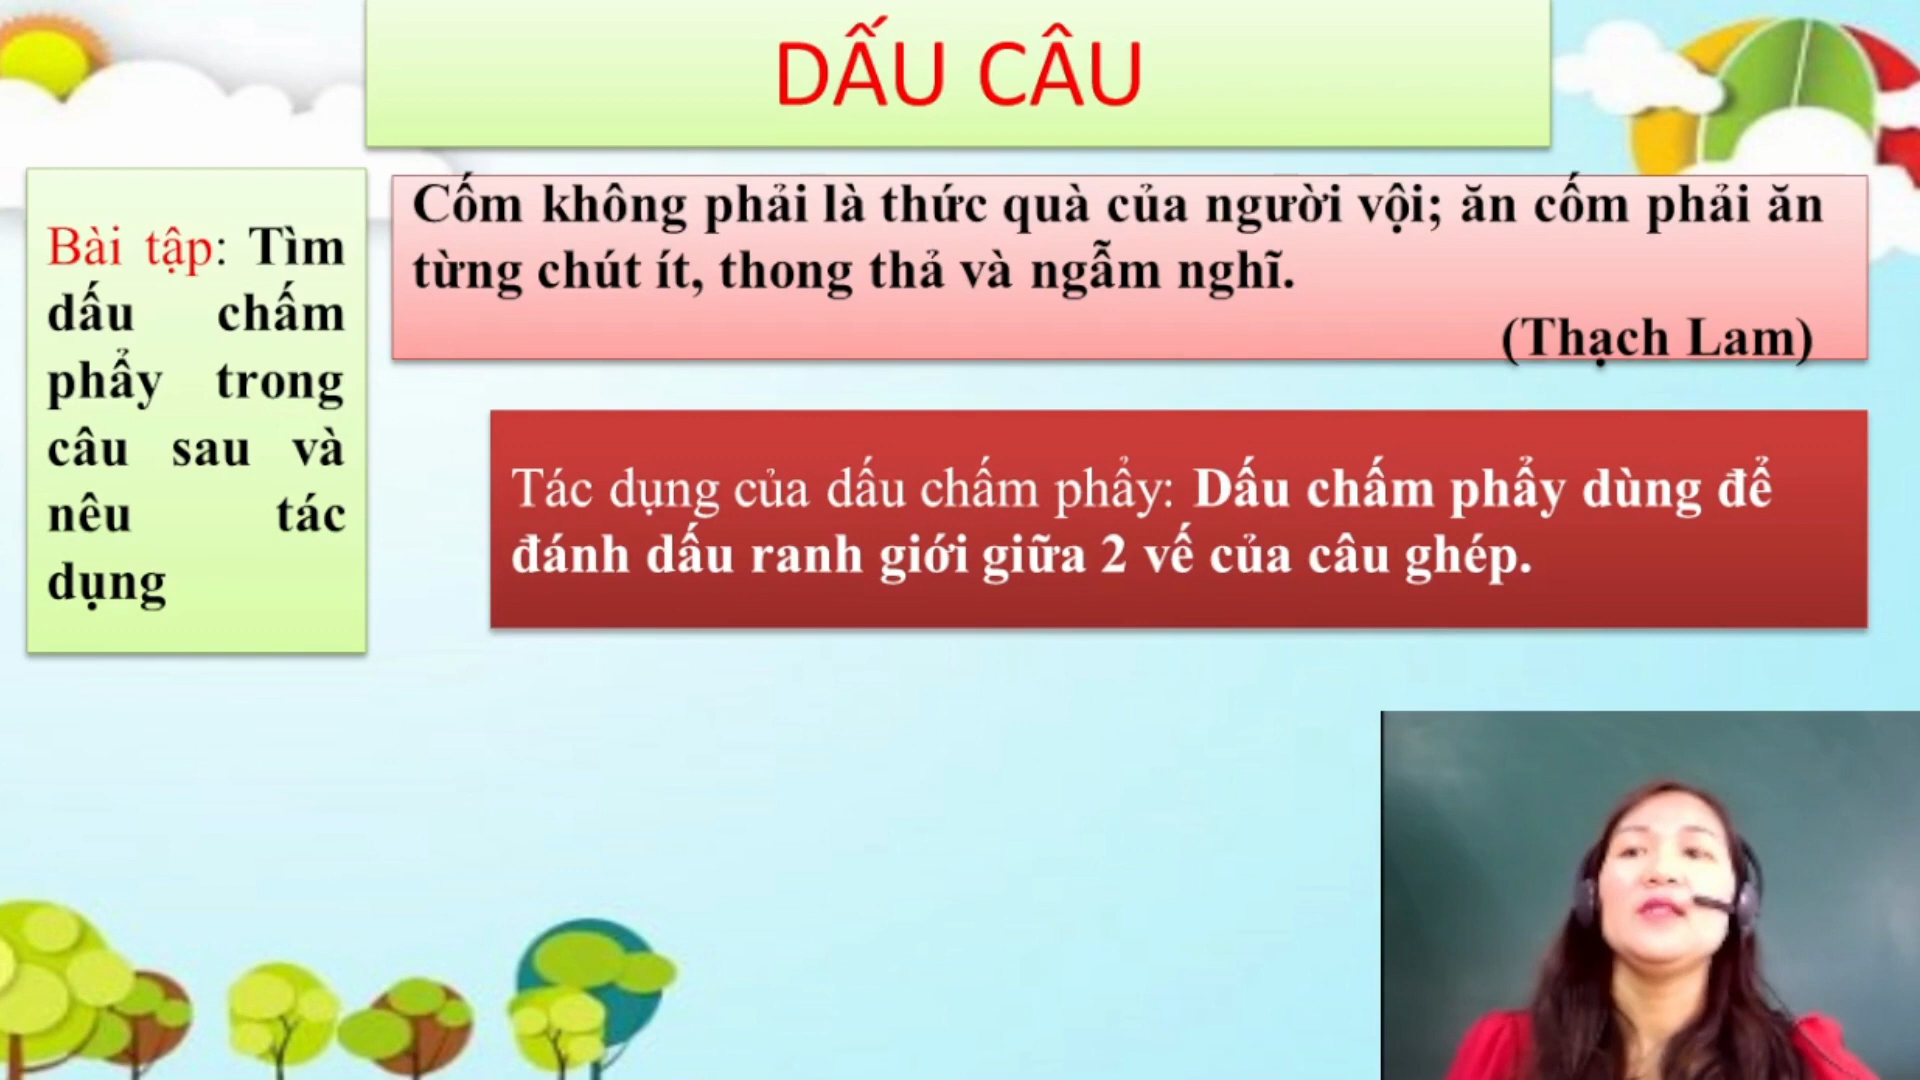 DẤU CÂU
Bài tập: Tìm
dấu chấm
phẩy trong
câu sau và
nêu tác
dụng
Cốm không phải là thức quà của người vội; ăn cốm phải ăn
từng chút ít, thong thả và ngẫm nghĩ.
(Thạch Lam)
Tác dụng của dấu chấm phẩy: Dấu chấm phẩy dùng để
đánh dấu ranh giới giữa 2 vế của câu ghép.